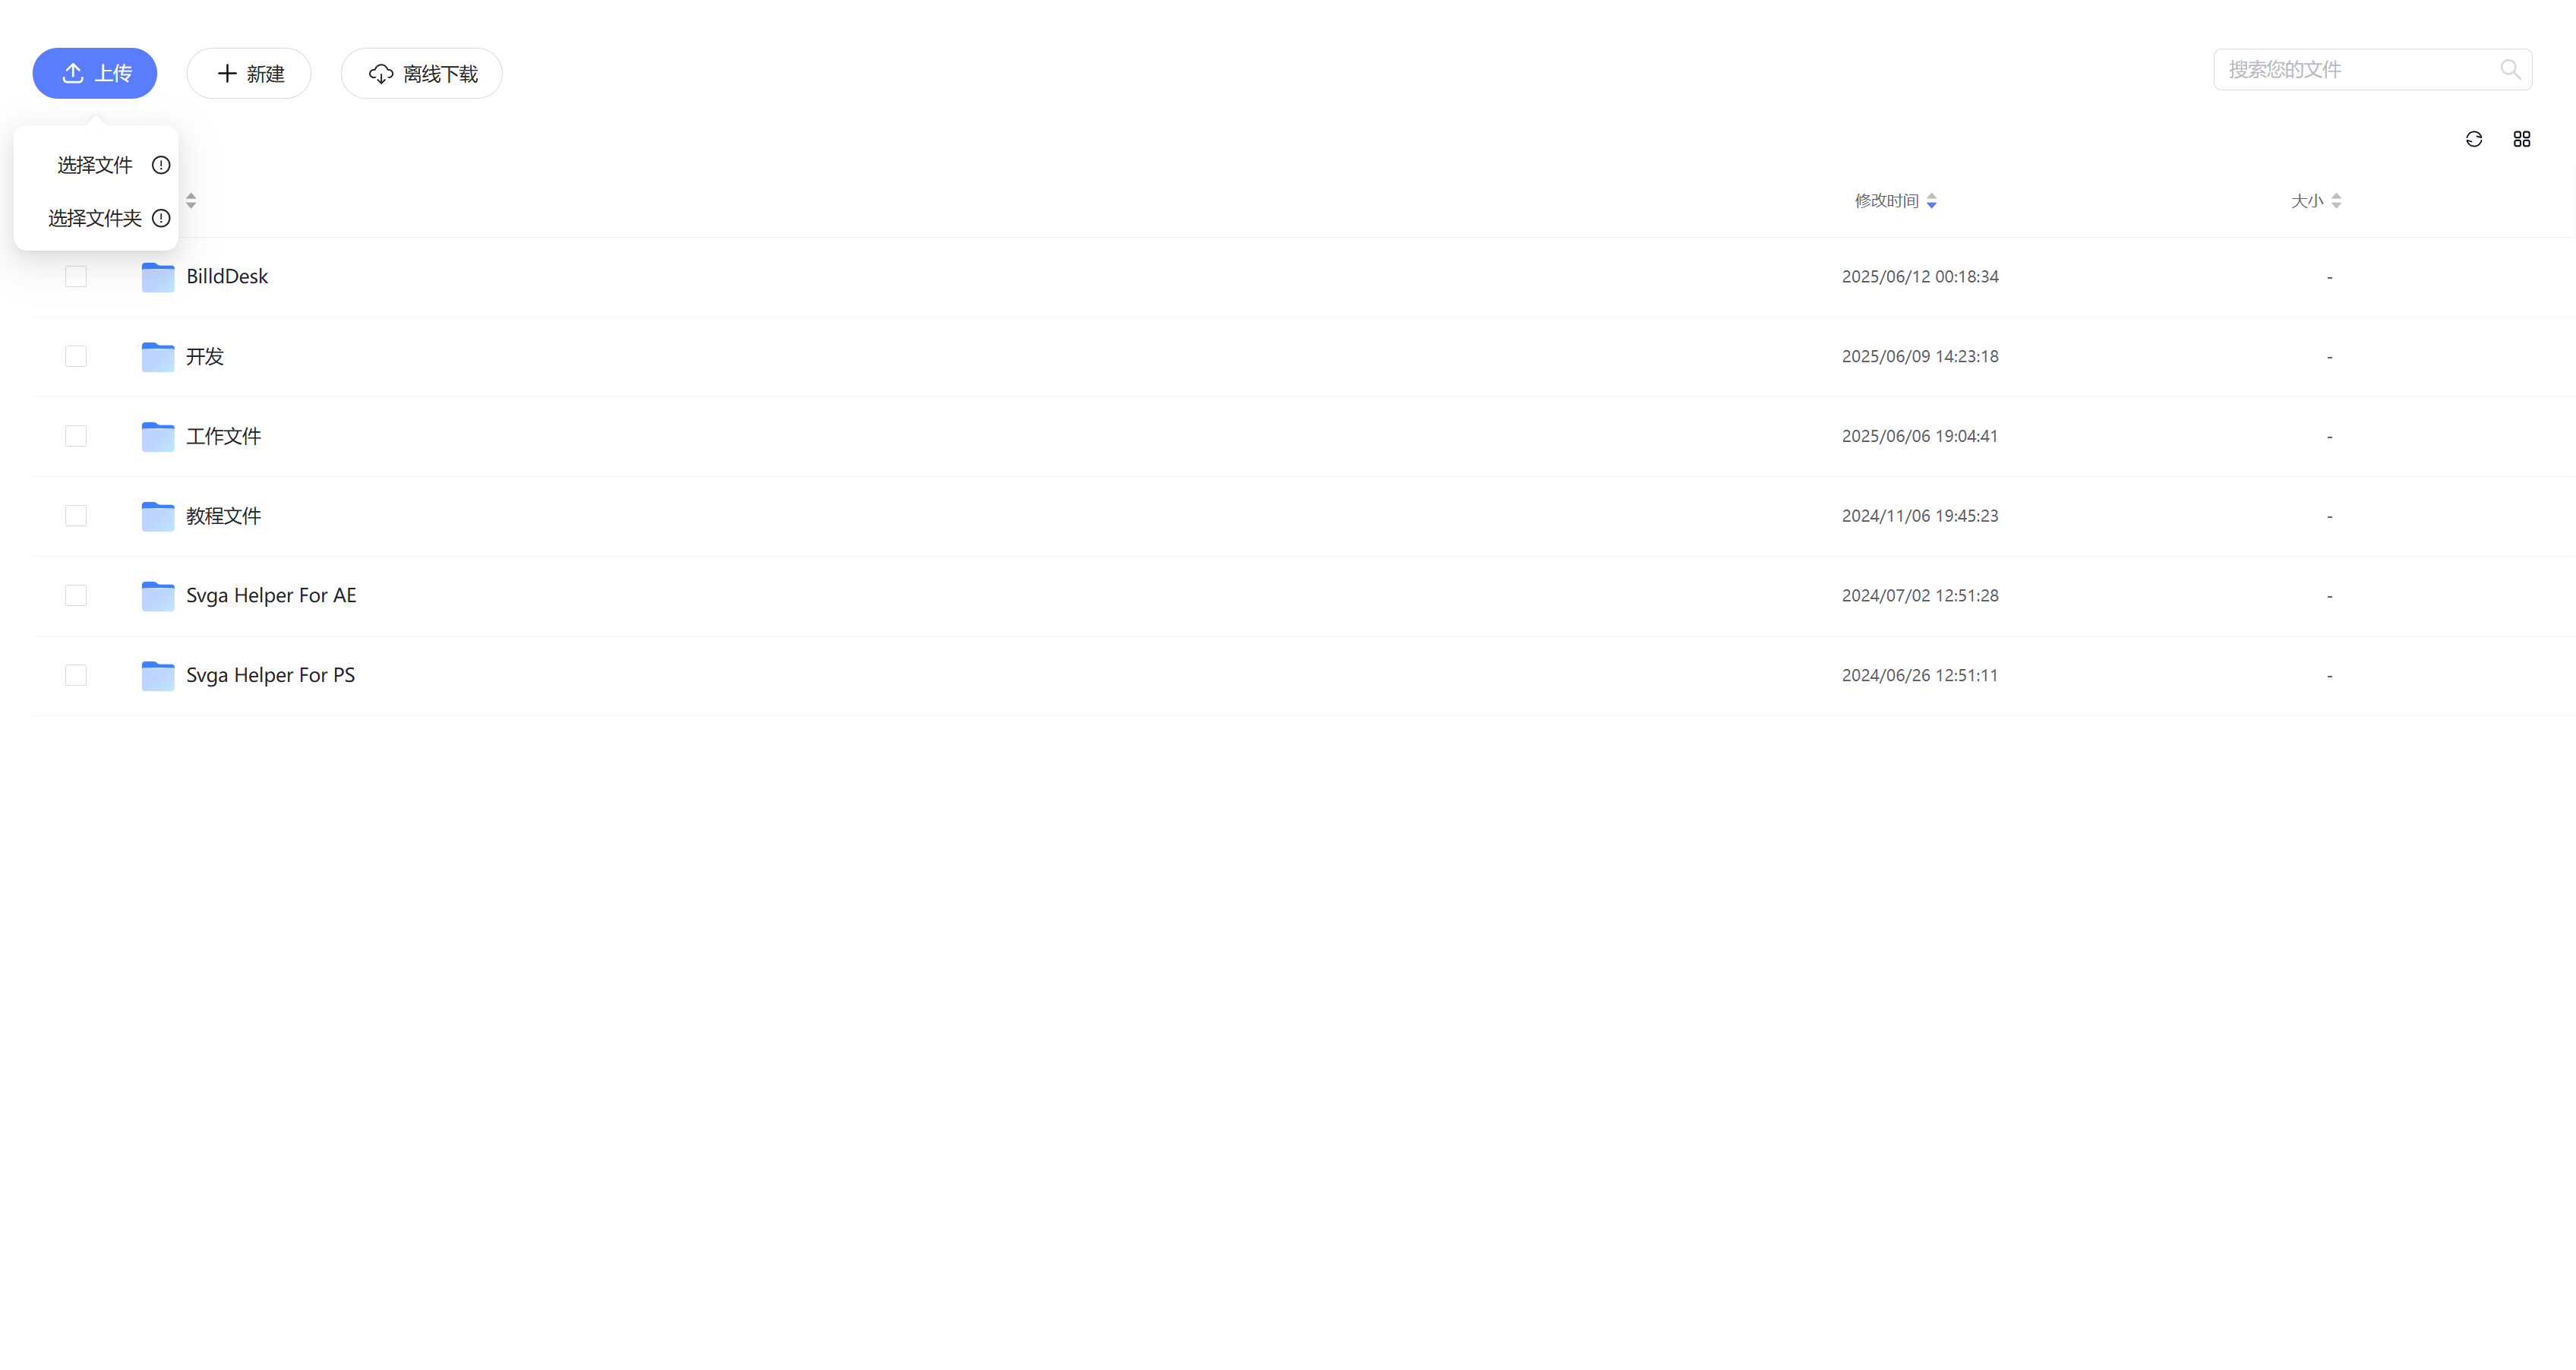 上传
新建
离线下载
搜索您的文件
选择文件
选择文件夹
修改时间
大小
BilldDesk 2025/06/12 00:18:34 -
开发 2025/06/09 14:23:18 -
工作文件 2025/06/06 19:04:41 -
教程文件 2024/11/06 19:45:23 -
Svga Helper For AE 2024/07/02 12:51:28 -
Svga Helper For PS 2024/06/26 12:51:11 -